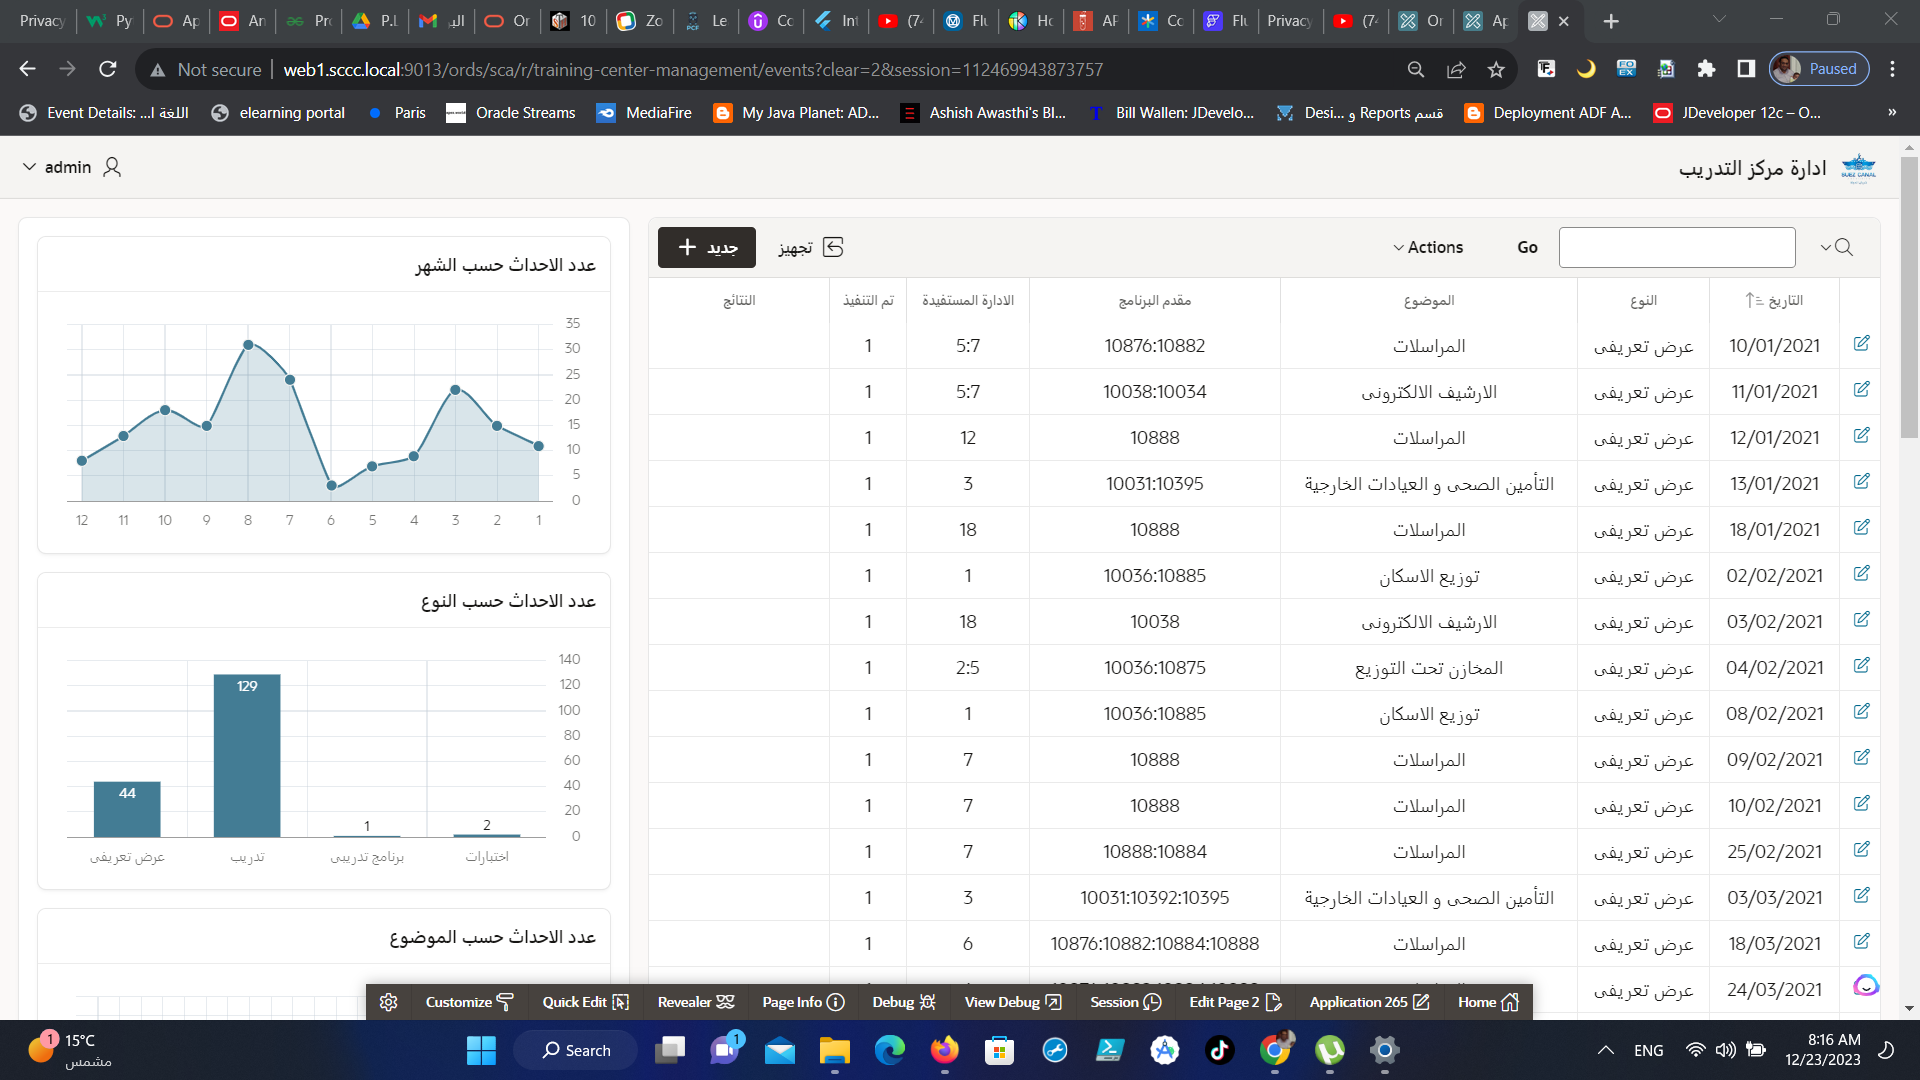 Privacy
Py
Ap
An
Pro
P.L
الير
Or
10
Zo
Le
Co
Int
(74
Flu
Ho
AF
Co
Flu
Privacy
(74
Or
Ap
Not secure
web1.sccc.local:9013/ords/sca/r/training-center-management/events?clear=2&session=112469943873757
Paused
Event Details: ...اللغة ا
elearning portal
Paris
Oracle Streams
MediaFire
My Java Planet: AD...
Ashish Awasthi's Bl...
Bill Wallen: JDevelo...
Desi... و Reports قسم
Deployment ADF A...
JDeveloper 12c – O...
»
admin
ادارة مركز التدريب
SUEZ CANAL
عدد الاحداث حسب الشهر
35
30
25
20
15
10
5
0
12 11 10 9 8 7 6 5 4 3 2 1
عدد الاحداث حسب النوع
140
120
100
80
60
40
20
0
44
129
1
2
عرض تعريفى
تدريب
برنامج تدريبى
اختبارات
عدد الاحداث حسب الموضوع
جديد
تجهيز
Actions
Go
التاريخ النوع الموضوع مقدم البرنامج الادارة المستفيدة تم التنفيذ النتائج
10/01/2021 عرض تعريفى المراسلات 10876:10882 5:7 1
11/01/2021 عرض تعريفى الارشيف الالكترونى 10038:10034 5:7 1
12/01/2021 عرض تعريفى المراسلات 10888 12 1
13/01/2021 عرض تعريفى التأمين الصحى و العيادات الخارجية 10031:10395 3 1
18/01/2021 عرض تعريفى المراسلات 10888 18 1
02/02/2021 عرض تعريفى توزيع الاسكان 10036:10885 1 1
03/02/2021 عرض تعريفى الارشيف الالكترونى 10038 18 1
04/02/2021 عرض تعريفى المخازن تحت التوزيع 10036:10875 2:5 1
08/02/2021 عرض تعريفى توزيع الاسكان 10036:10885 1 1
09/02/2021 عرض تعريفى المراسلات 10888 7 1
10/02/2021 عرض تعريفى المراسلات 10888 7 1
25/02/2021 عرض تعريفى المراسلات 10888:10884 7 1
03/03/2021 عرض تعريفى التأمين الصحى و العيادات الخارجية 10031:10392:10395 3 1
18/03/2021 عرض تعريفى المراسلات 10876:10882:10884:10888 6 1
24/03/2021 عرض تعريفى
Customize
Quick Edit
Revealer
Page Info
Debug
View Debug
Session
Edit Page 2
Application 265
Home
1
15°C
مشمس
Search
1
ENG
8:16 AM
12/23/2023